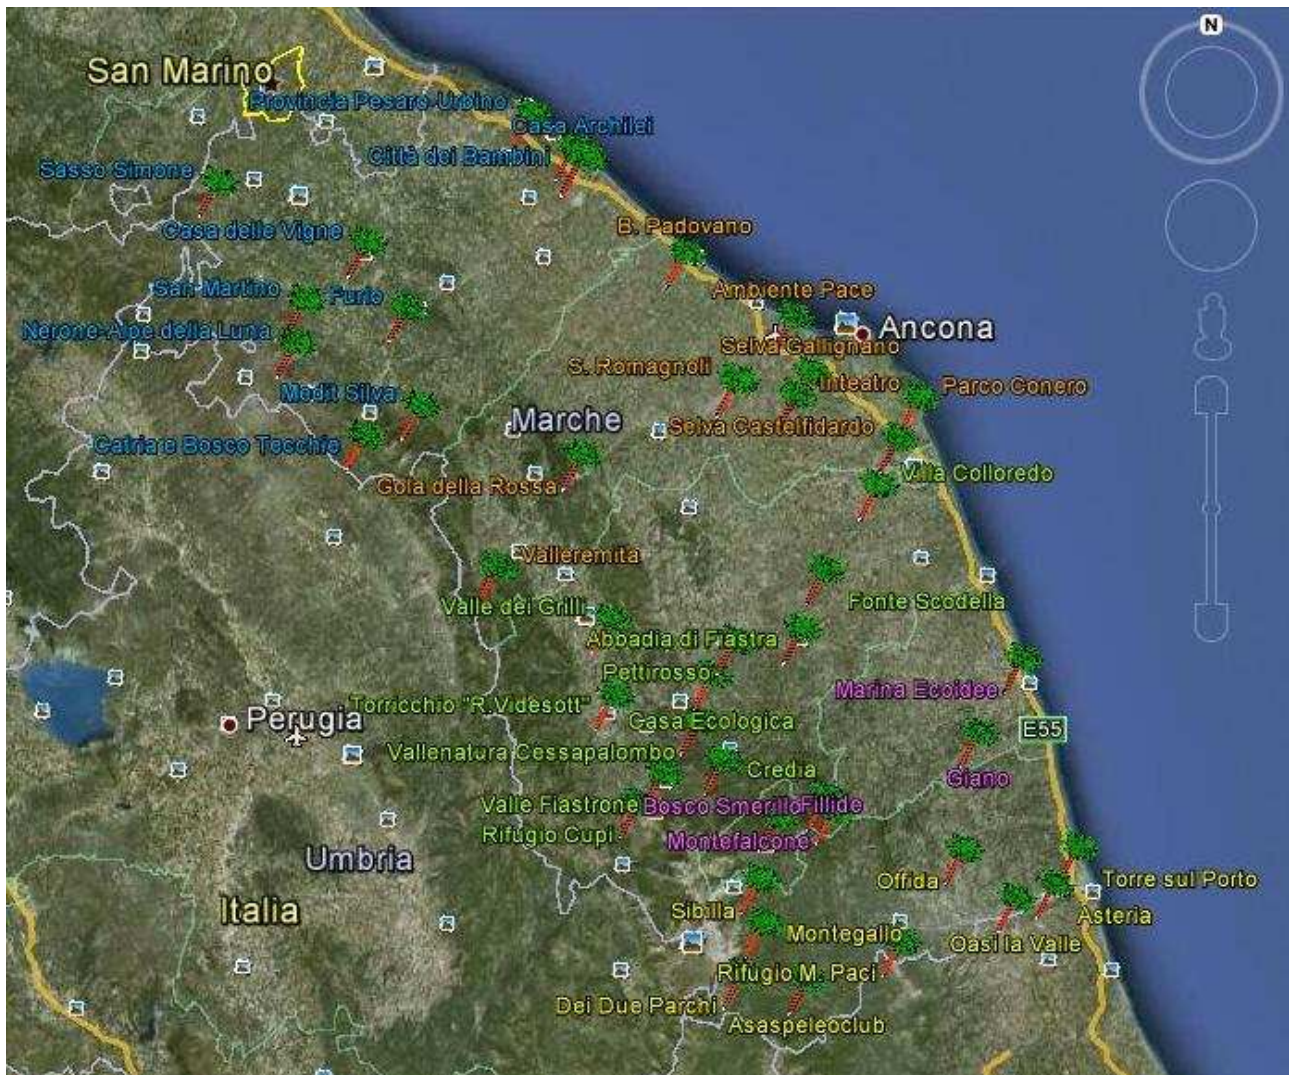 N
San Marino
Provincia Pesaro-Urbino
Casa Archilei
Città dei Bambini
Sasso Simone
B. Padovano
Casa delle Vigne
San Martino
Furlo
Ambiente Pace
Ancona
Nerone-Alpe della Luna
Selva Gallignano
S. Romagnoli
Inteatro
Parco Conero
Medit Silva
Marche
Selva Castelfidardo
Catria e Bosco Tecchie
Villa Colloredo
Gola della Rossa
Valleremita
Valle dei Grilli
Fonte Scodella
Abbadia di Fiastra
Pettirosso
Marina Ecoidee
Torricchio "R.Videsott"
Perugia
Casa Ecologica
E55
Vallenatura Cessapalombo
Credia
Giano
Valle Fiastrone
Bosco Smerillo
Fillide
Rifugio Cupi
Montefalcone
Umbria
Offida
Torre sul Porto
Italia
Sibilla
Asteria
Montegallo
Oasi la Valle
Rifugio M. Paci
Dei Due Parchi
Asaspeleoclub